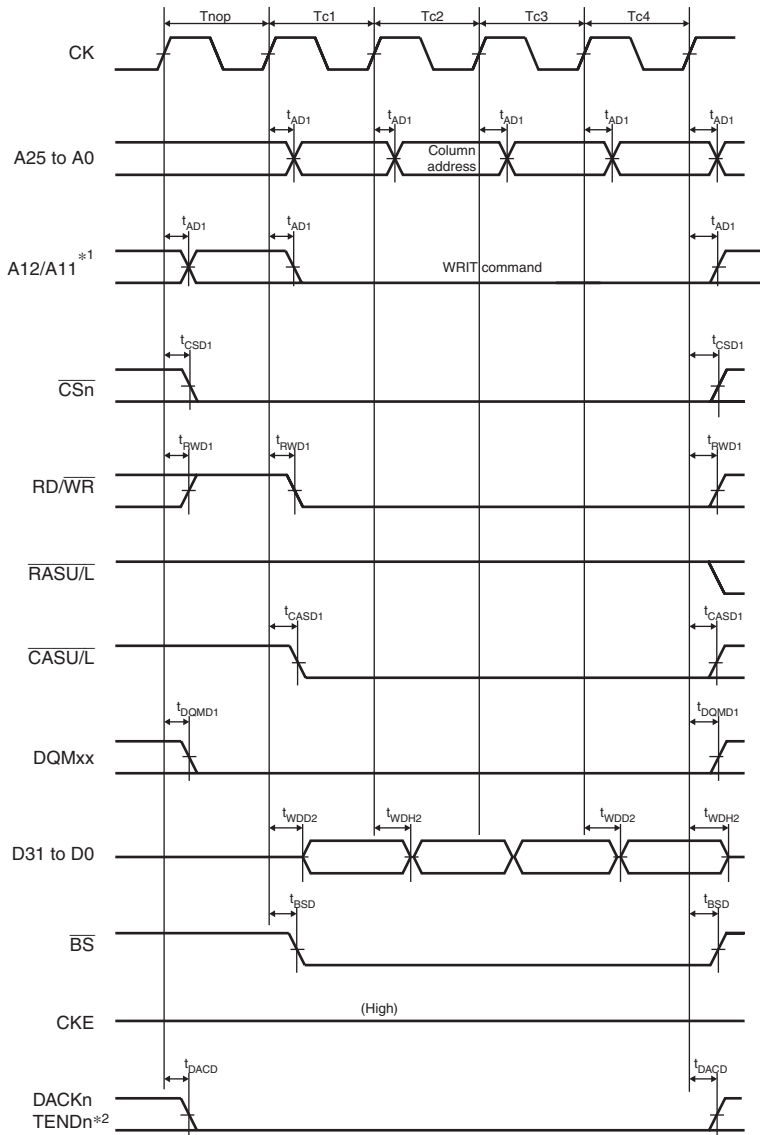 Tnop Tc1 Tc2 Tc3 Tc4
CK
tAD1 tAD1 tAD1 tAD1 tAD1
A25 to A0
Column
address
tAD1 tAD1 tAD1
A12/A11*1
WRIT command
tCSD1 tCSD1
CSn
tRWD1 tRWD1 tRWD1
RD/WR
RASU/L
tCASD1 tCASD1
CASU/L
tDQMD1 tDQMD1
DQMxx
tWDD2 tWDH2 tWDD2 tWDH2
D31 to D0
tBSD tBSD
BS
(High)
CKE
tDACD tDACD
DACKn
TENDn*2